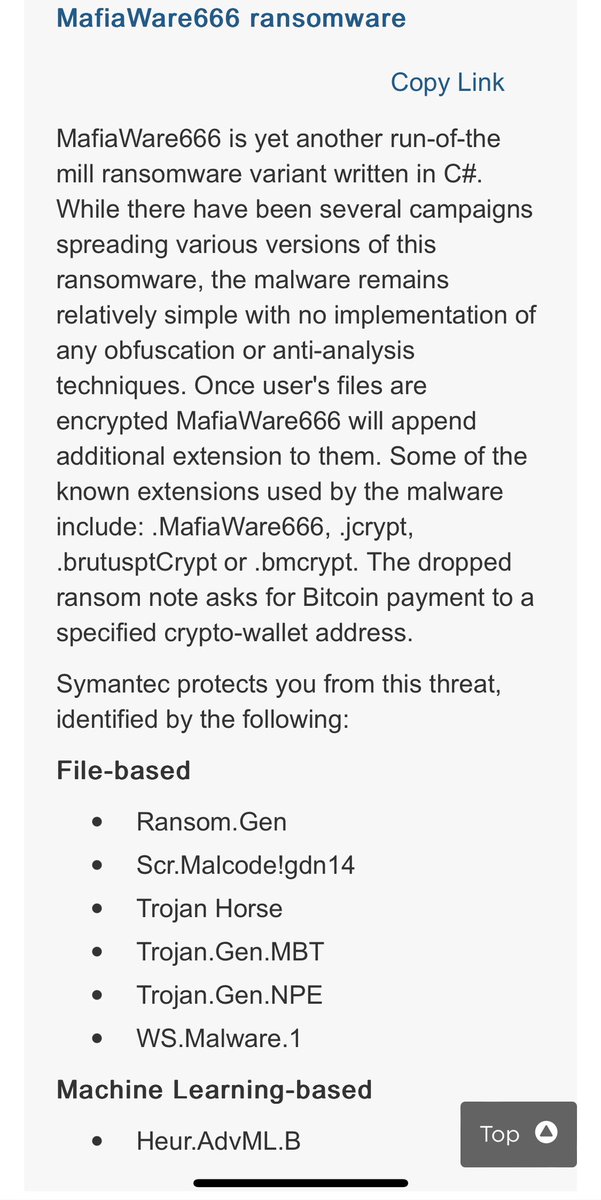 MafiaWare666 ransomware
Copy Link
MafiaWare666 is yet another run-of-the
mill ransomware variant written in C#.
While there have been several campaigns
spreading various versions of this
ransomware, the malware remains
relatively simple with no implementation of
any obfuscation or anti-analysis
techniques. Once user's files are
encrypted MafiaWare666 will append
additional extension to them. Some of the
known extensions used by the malware
include: .MafiaWare666, .jcrypt,
.brutusptCrypt or .bmcrypt. The dropped
ransom note asks for Bitcoin payment to a
specified crypto-wallet address.
Symantec protects you from this threat,
identified by the following:
File-based
• Ransom.Gen
• Scr.Malcode!gdn14
• Trojan Horse
• Trojan.Gen.MBT
• Trojan.Gen.NPE
• WS.Malware.1
Machine Learning-based
• Heur.AdvML.B
Top